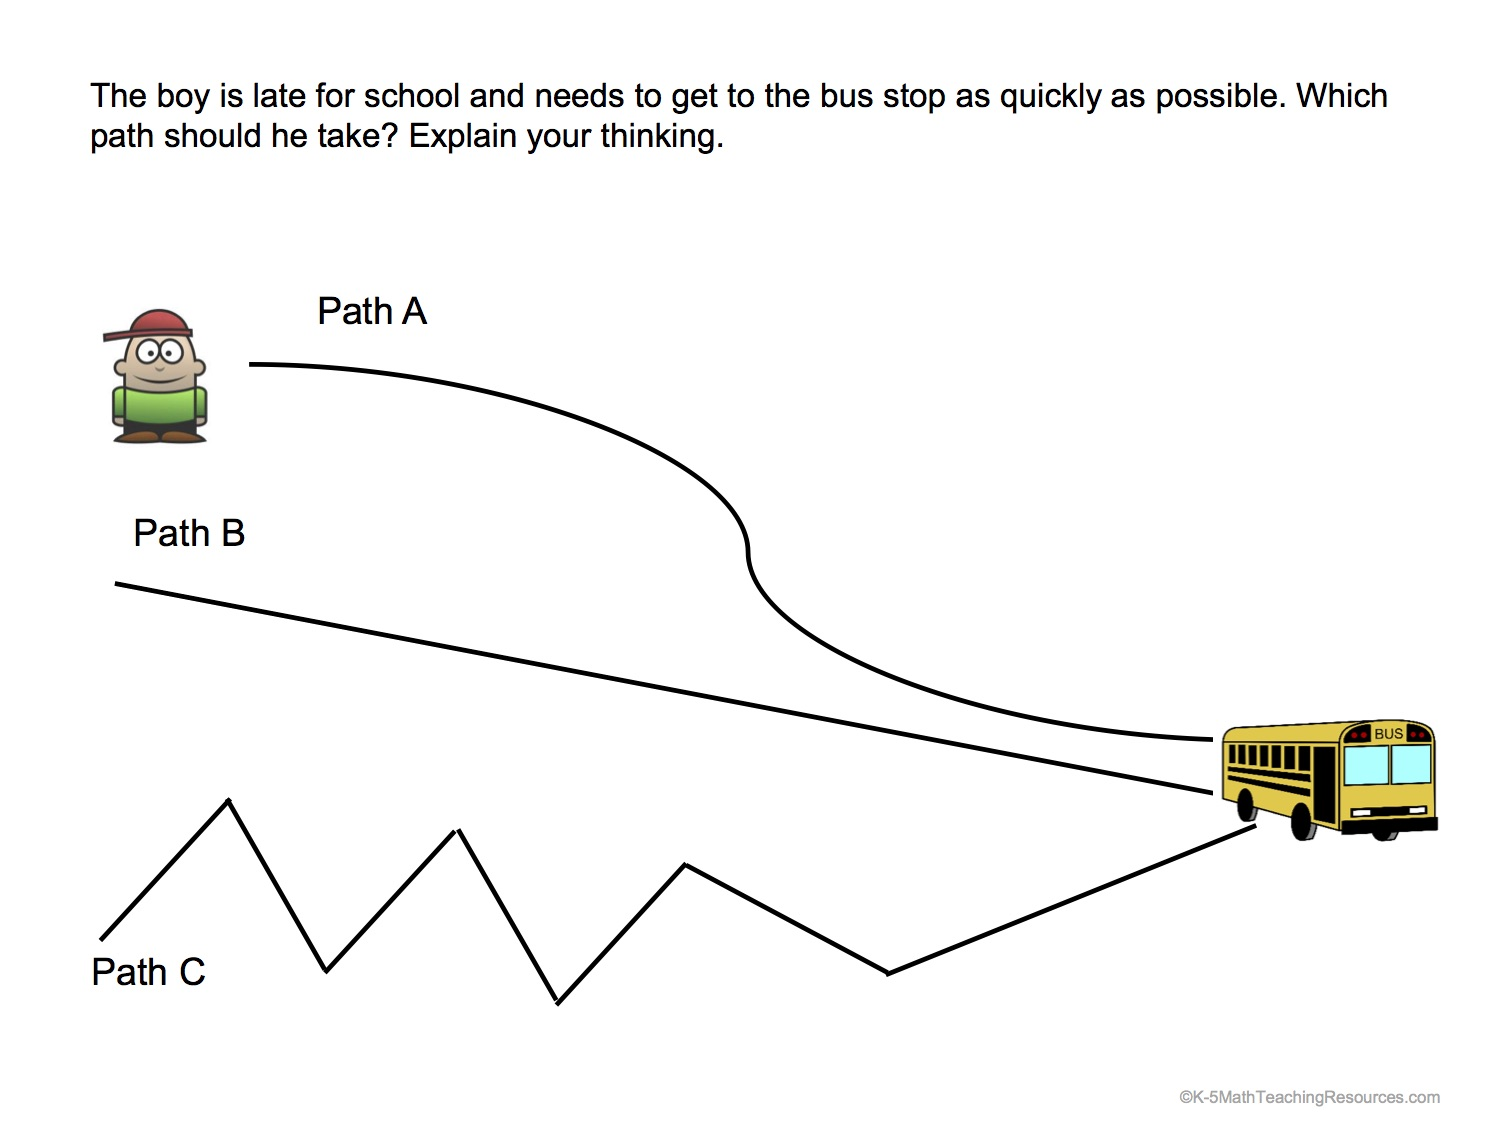 The boy is late for school and needs to get to the bus stop as quickly as possible. Which
path should he take? Explain your thinking.
Path A
Path B
BUS
Path C
©K-5MathTeachingResources.com